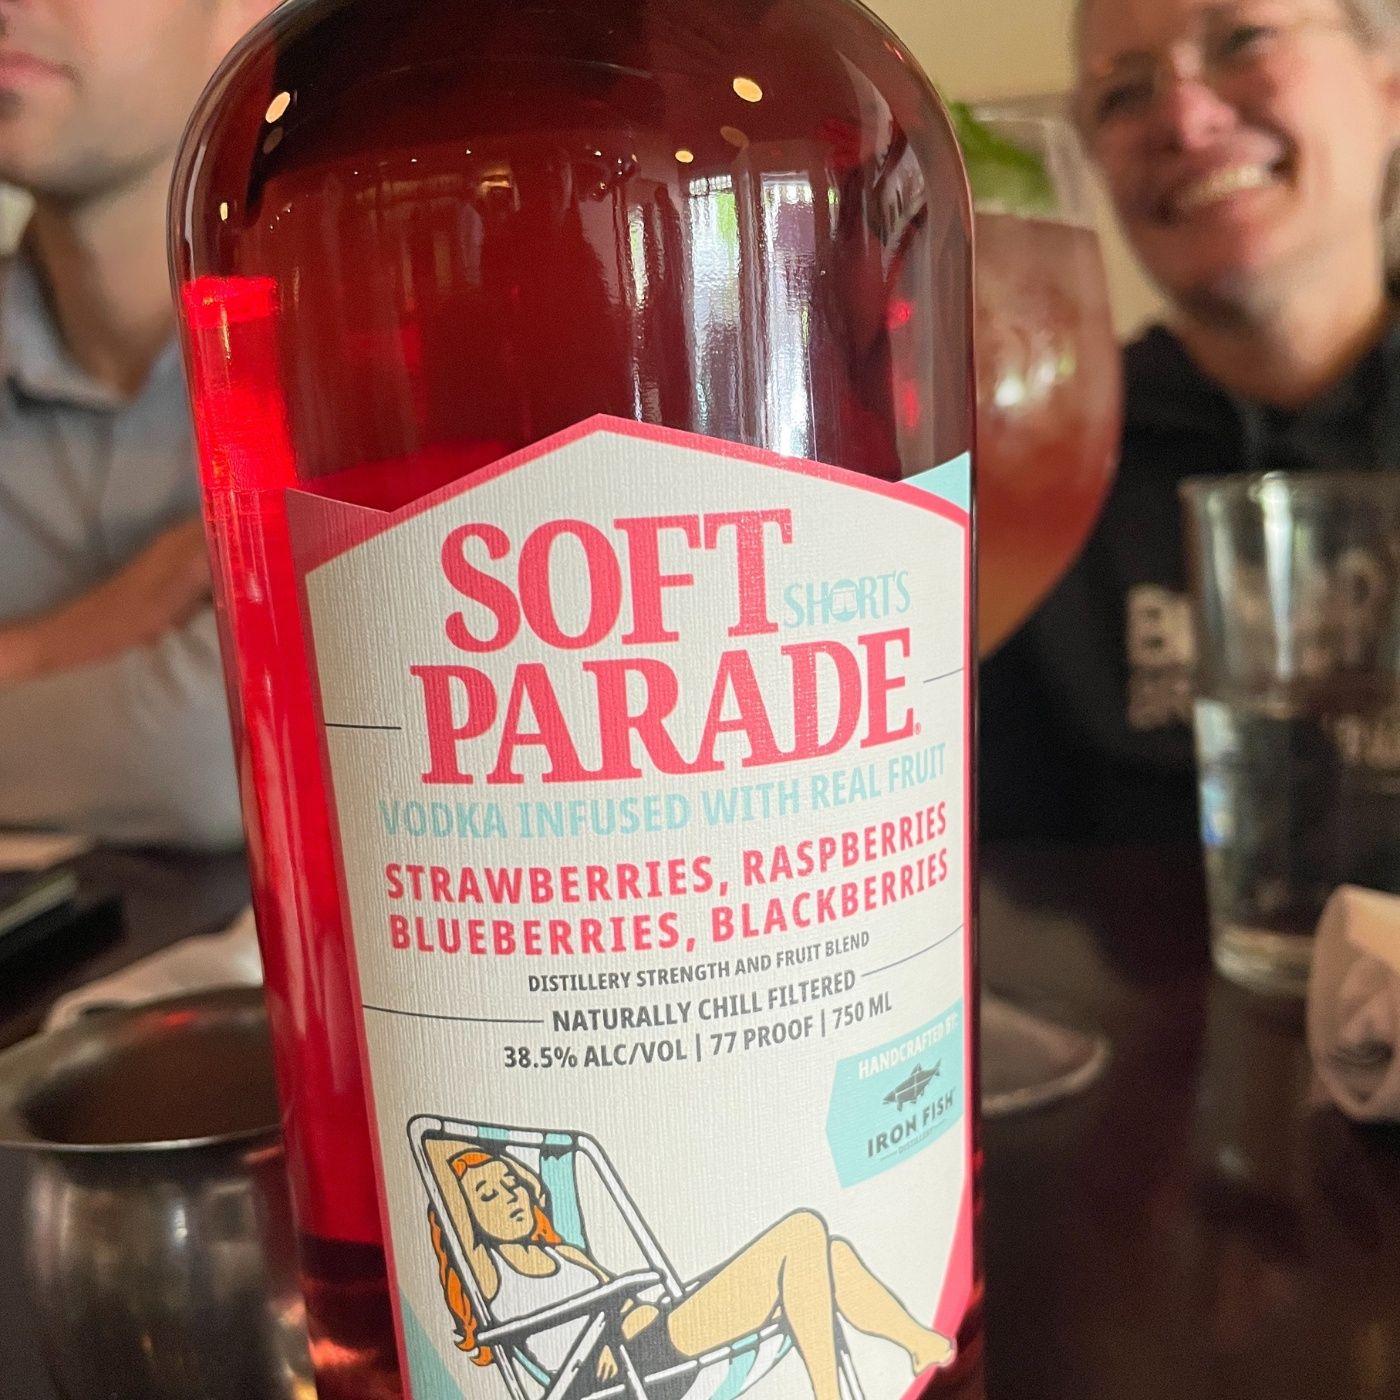 SOFT
SHORT'S
PARADE®
VODKA INFUSED WITH REAL FRUIT
STRAWBERRIES, RASPBERRIES
BLUEBERRIES, BLACKBERRIES
DISTILLERY STRENGTH AND FRUIT BLEND
NATURALLY CHILL FILTERED
38.5% ALC/VOL | 77 PROOF | 750 ML
HANDCRAFTED BY:
IRON FISH
DISTILLERY